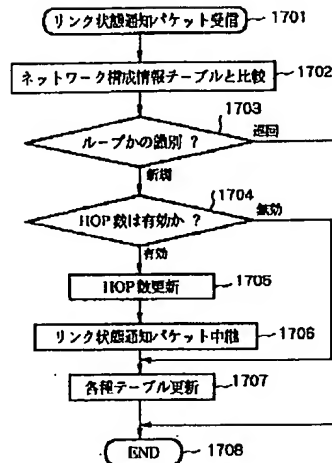 リンク状態通知パケット受信 1701
ネットワーク構成情報テーブルと比較 1702
1703
ループかの識別 ?
新規
1704
HOP数は有効か ? 無効
有効
HOP数更新 1705
リンク状態通知パケット中継 1706
各種テーブル更新 1707
END 1708